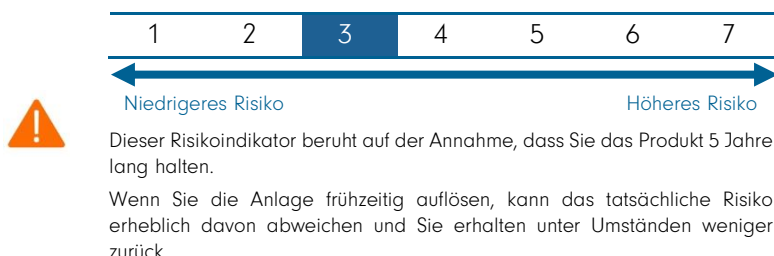 1 2 3 4 5 6 7
Niedrigeres Risiko Höheres Risiko
Dieser Risikoindikator beruht auf der Annahme, dass Sie das Produkt 5 Jahre
lang halten.
Wenn Sie die Anlage frühzeitig auflösen, kann das tatsächliche Risiko
erheblich davon abweichen und Sie erhalten unter Umständen weniger
zurück